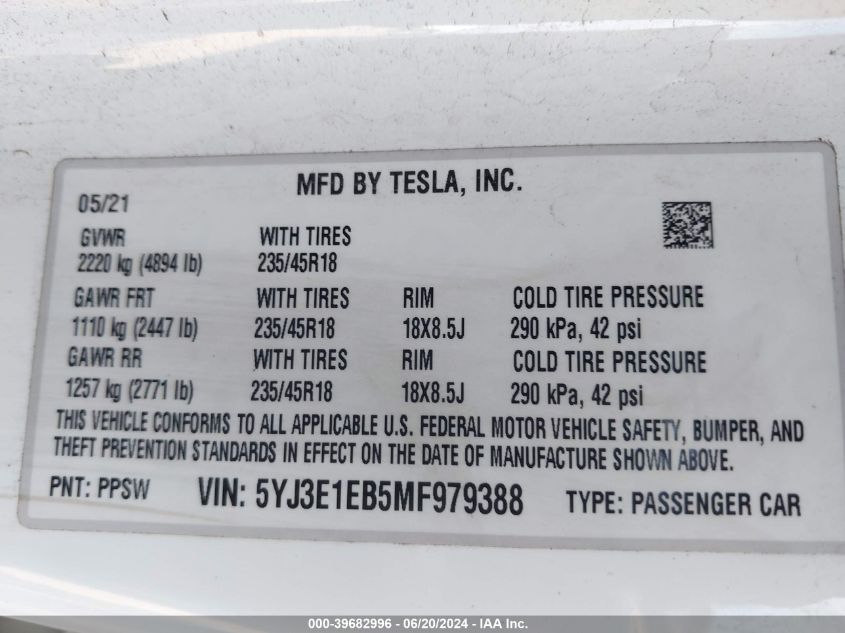 MFD BY TESLA, INC.
05/21
GVWR WITH TIRES
2220 kg (4894 lb) 235/45R18
GAWR FRT WITH TIRES RIM COLD TIRE PRESSURE
1110 kg (2447 lb) 235/45R18 18X8.5J 290 kPa, 42 psi
GAWR RR WITH TIRES RIM COLD TIRE PRESSURE
1257 kg (2771 lb) 235/45R18 18X8.5J 290 kPa, 42 psi
THIS VEHICLE CONFORMS TO ALL APPLICABLE U.S. FEDERAL MOTOR VEHICLE SAFETY, BUMPER, AND
THEFT PREVENTION STANDARDS IN EFFECT ON THE DATE OF MANUFACTURE SHOWN ABOVE.
PNT: PPSW VIN: 5YJ3E1EB5MF979388 TYPE: PASSENGER CAR
000-39682996 - 06/20/2024 - IAA Inc.